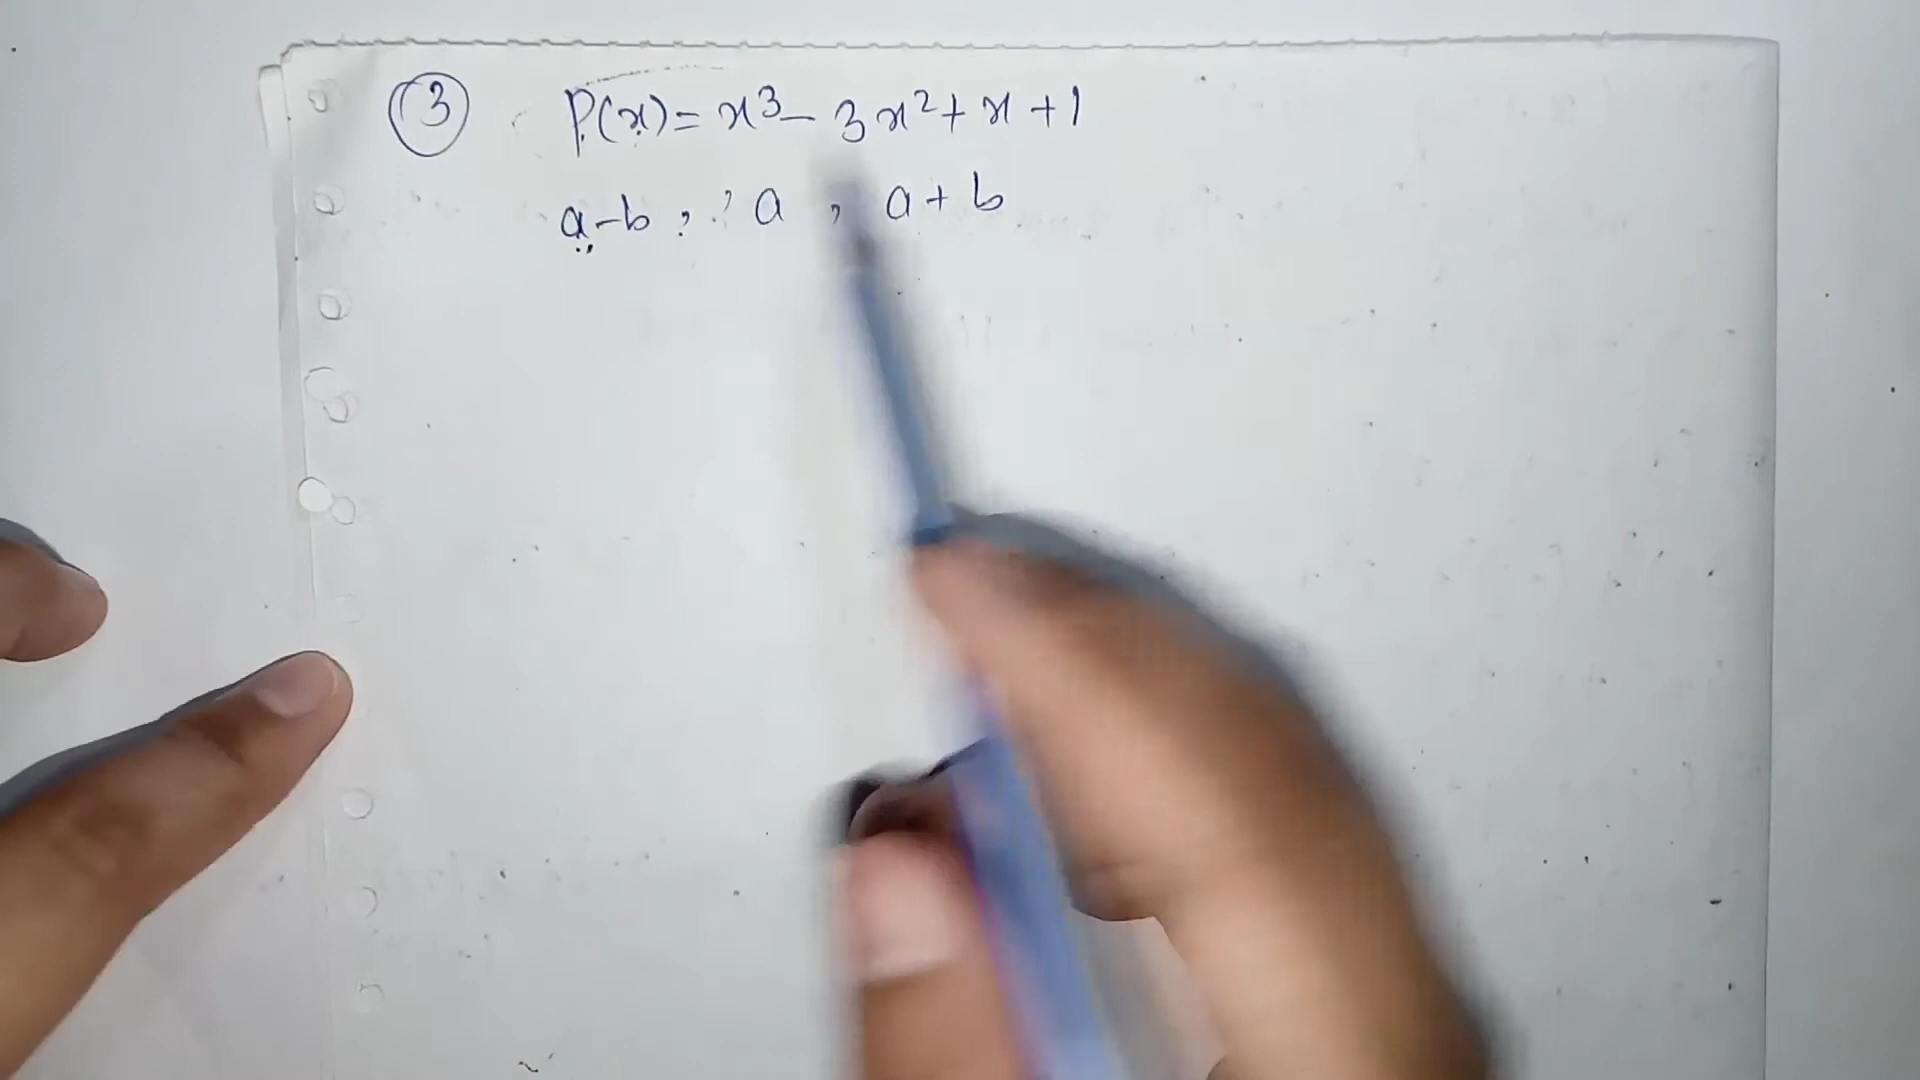 3 P(x) = x³ - 3x² + x + 1
a-b, a, a+b